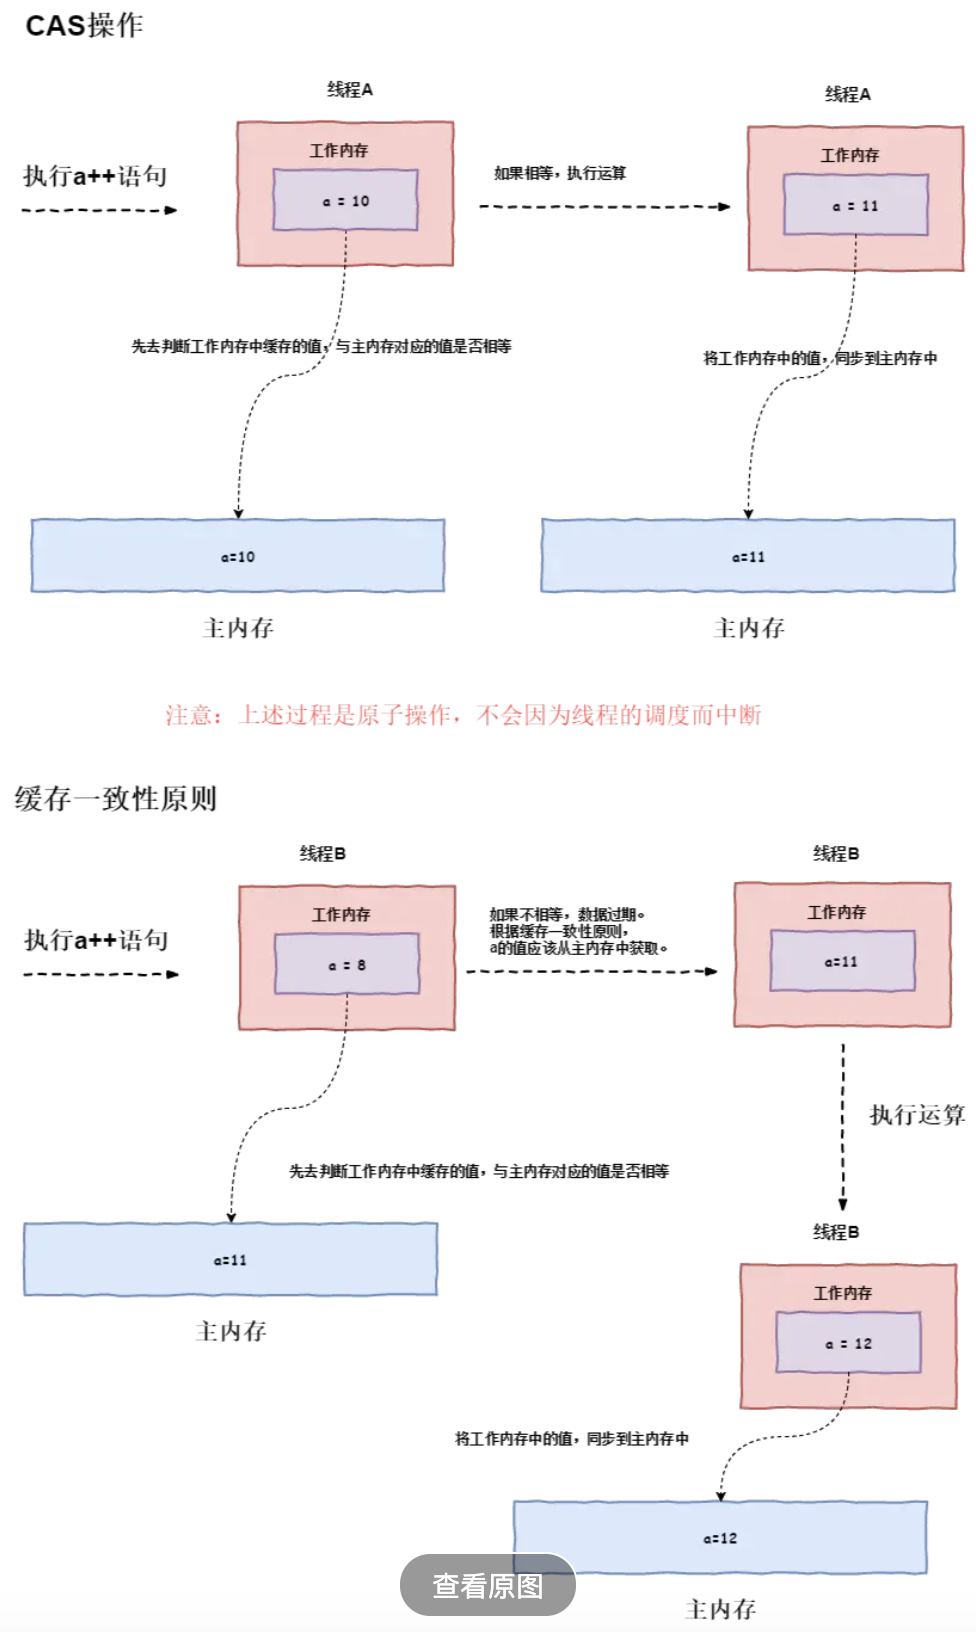 CAS操作
线程A
线程A
工作内存
工作内存
执行a++语句
如果相等，执行运算
a = 10
a = 11
先去判断工作内存中缓存的值，与主内存对应的值是否相等
将工作内存中的值，同步到主内存中
a=10
a=11
主内存
主内存
注意：上述过程是原子操作，不会因为线程的调度而中断
缓存一致性原则
线程B
线程B
工作内存
工作内存
执行a++语句
如果不相等，数据过期。
根据缓存一致性原则，
a的值应该从主内存中获取。
a = 8
a=11
执行运算
先去判断工作内存中缓存的值，与主内存对应的值是否相等
线程B
a=11
工作内存
主内存
a = 12
将工作内存中的值，同步到主内存中
a=12
查看原图
主内存